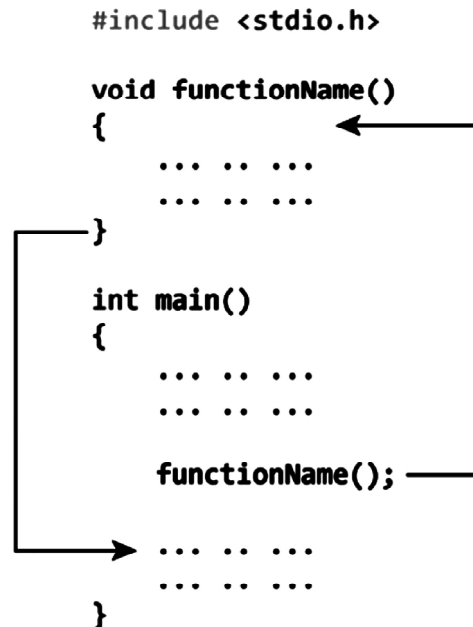 #include <stdio.h>
void functionName()
{
... .. ...
... .. ...
}
int main()
{
... .. ...
... .. ...
functionName();
... .. ...
... .. ...
}